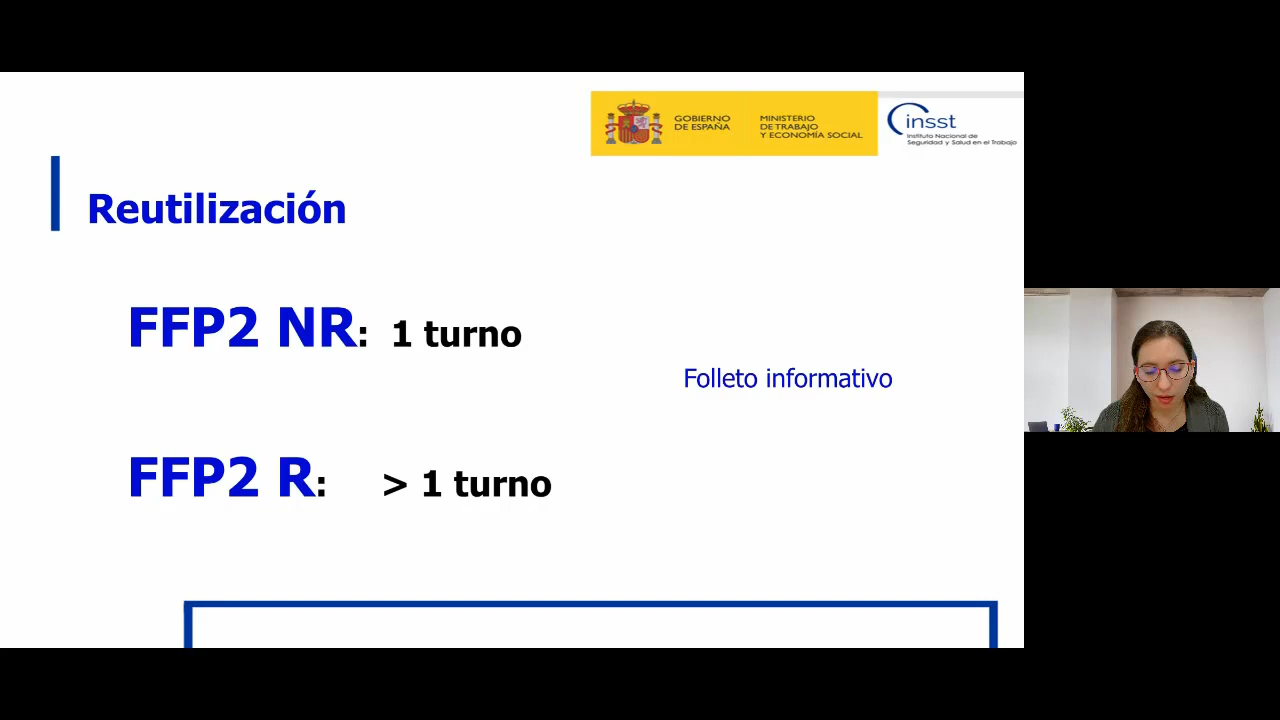 GOBIERNO
DE ESPAÑA
MINISTERIO
DE TRABAJO
Y ECONOMÍA SOCIAL
insst
Instituto Nacional de
Seguridad y Salud en el Trabajo
Reutilización
FFP2 NR: 1 turno
Folleto informativo
FFP2 R: > 1 turno